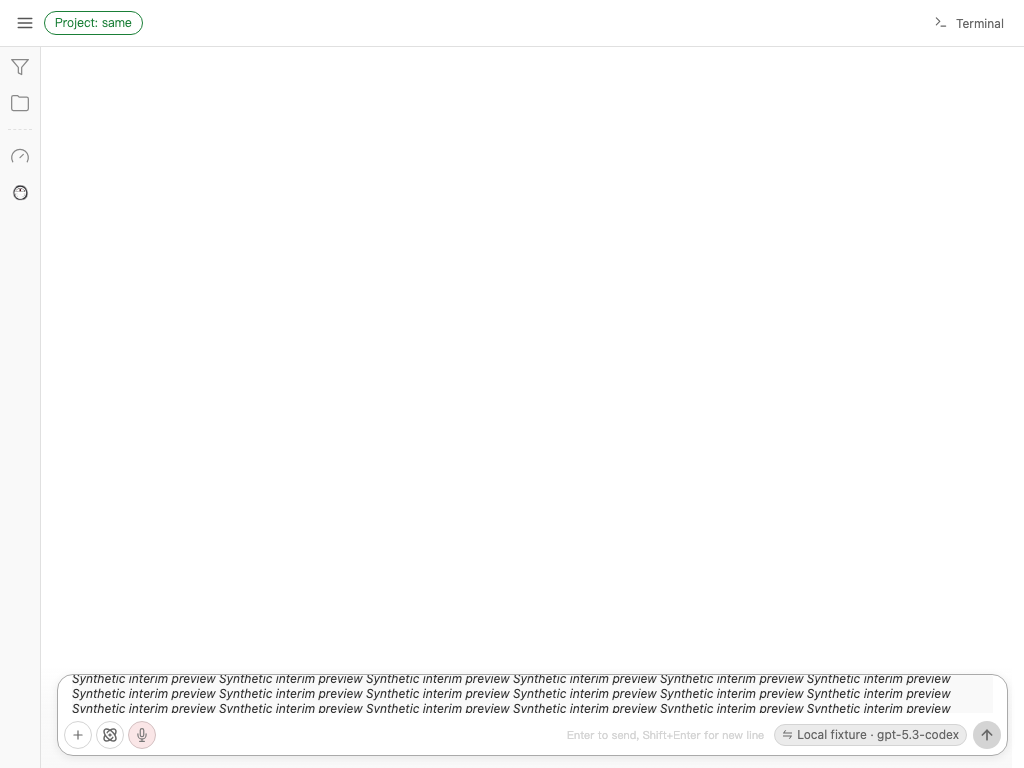 Project: same
Terminal
Synthetic interim preview Synthetic interim preview Synthetic interim preview Synthetic interim preview Synthetic interim preview Synthetic interim preview
Synthetic interim preview Synthetic interim preview Synthetic interim preview Synthetic interim preview Synthetic interim preview Synthetic interim preview
Synthetic interim preview Synthetic interim preview Synthetic interim preview Synthetic interim preview Synthetic interim preview Synthetic interim preview
Enter to send, Shift+Enter for new line
Local fixture · gpt-5.3-codex